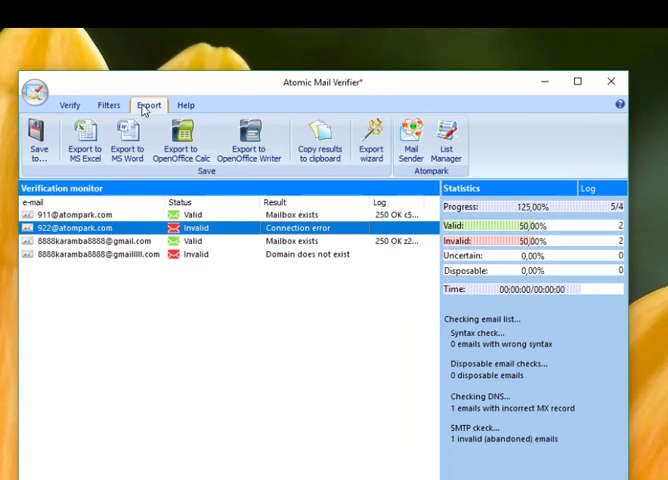 Atomic Mail Verifier*
Verify Filters Export Help
Save to...
Export to MS Excel
Export to MS Word
Export to OpenOffice Calc
Export to OpenOffice Writer
Copy results to clipboard
Export wizard
Mail Sender
List Manager
Save
Atompark
Verification monitor
e-mail Status Result Log
911@atompark.com Valid Mailbox exists 250 OK c5...
922@atompark.com Invalid Connection error
8888karamba8888@gmail.com Valid Mailbox exists 250 OK z2...
8888karamba8888@gmailllll.com Invalid Domain does not exist
Statistics Log
Progress: 125,00% 5/4
Valid: 50,00% 2
Invalid: 50,00% 2
Uncertain: 0,00% 0
Disposable: 0,00% 0
Time: 00:00:00/00:00:00
Checking email list...
Syntax check...
0 emails with wrong syntax
Disposable email checks...
0 disposable emails
Checking DNS...
1 emails with incorrect MX record
SMTP ckeck...
1 invalid (abandoned) emails